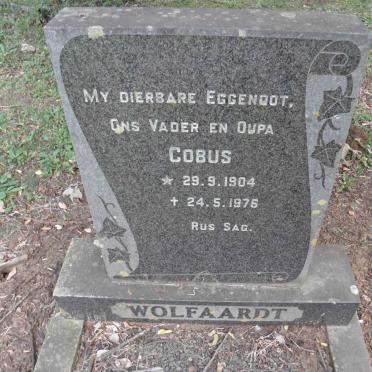 My dierbare Eggenoot,
Ons Vader en Oupa
Cobus
* 29.9.1904
† 24.5.1976
Rus Sag.
WOLFAARDT